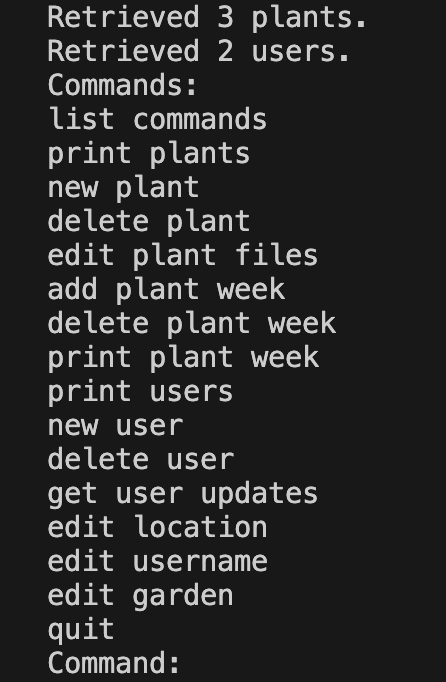 Retrieved 3 plants.
Retrieved 2 users.
Commands:
list commands
print plants
new plant
delete plant
edit plant files
add plant week
delete plant week
print plant week
print users
new user
delete user
get user updates
edit location
edit username
edit garden
quit
Command: